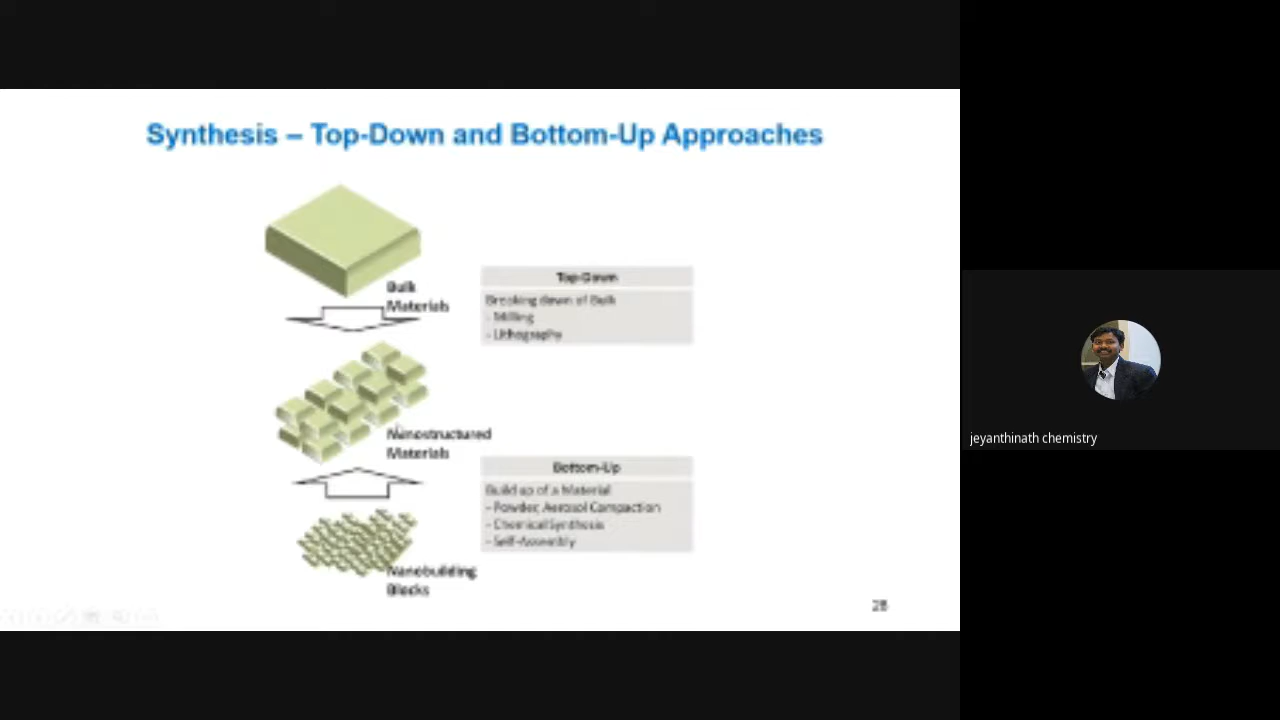 Synthesis – Top-Down and Bottom-Up Approaches
Bulk
Materials
Top-Down
Breaking down of Bulk
- Milling
- Lithography
Nanostructured
Materials
Bottom-Up
Build up of a Material
- Powder, Aerosol Compaction
- Chemical Synthesis
- Self-Assembly
Nanobuilding
Blocks
28
jeyanthinath chemistry